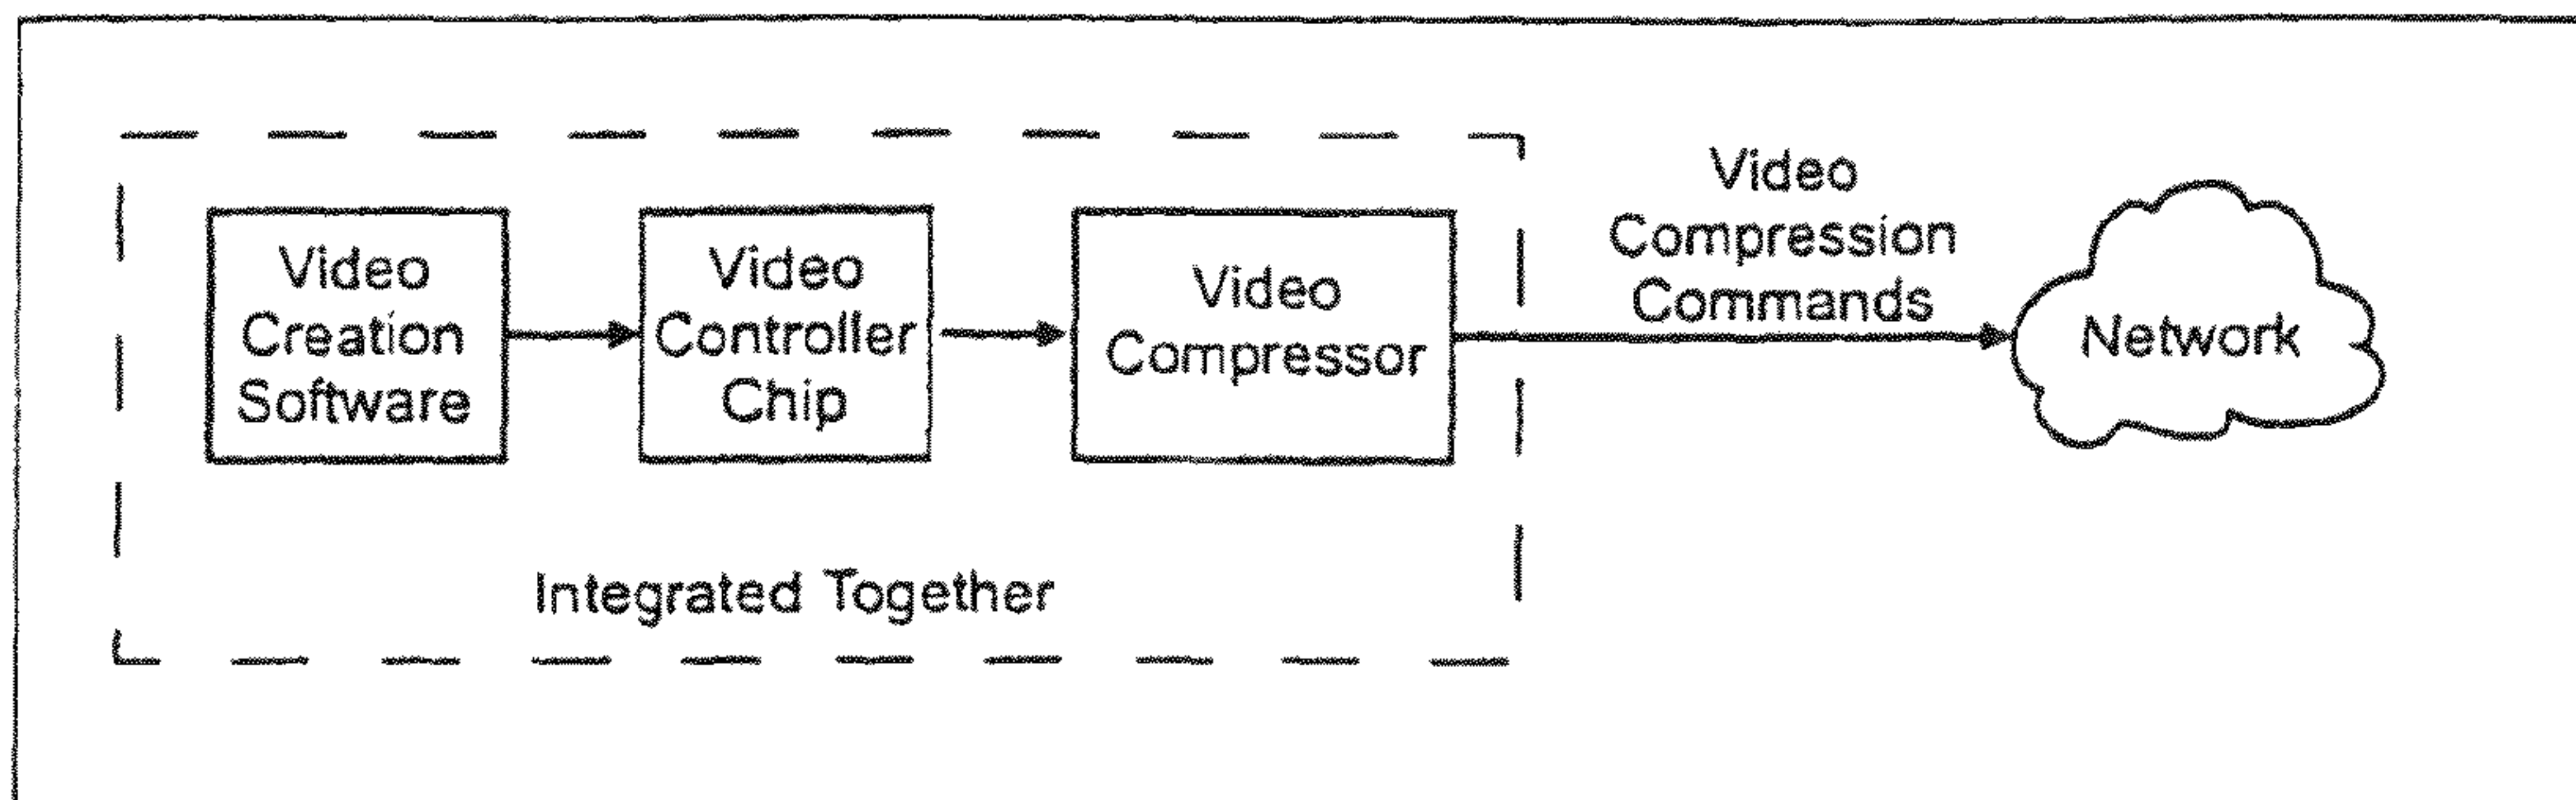 Video
Creation
Software
Video
Controller
Chip
Video
Compressor
Video
Compression
Commands
Network
Integrated Together